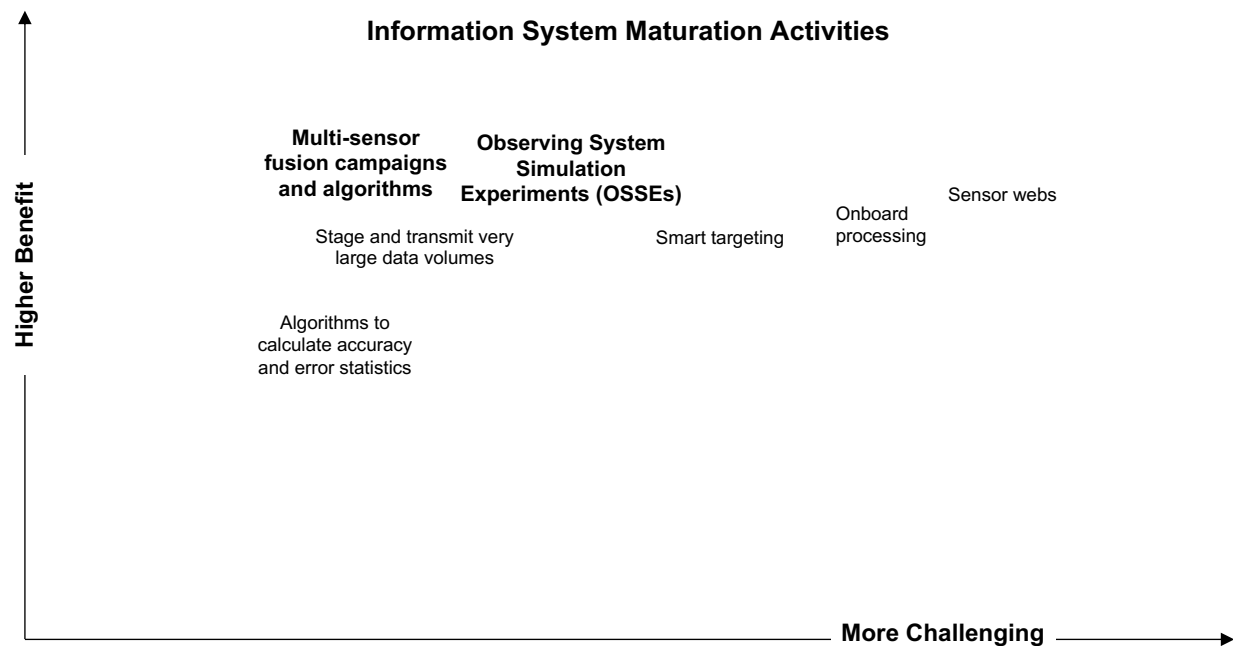 Information System Maturation Activities
Multi-sensor
fusion campaigns
and algorithms
Observing System
Simulation
Experiments (OSSEs)
Sensor webs
Onboard
processing
Stage and transmit very
large data volumes
Smart targeting
Higher Benefit
Algorithms to
calculate accuracy
and error statistics
More Challenging